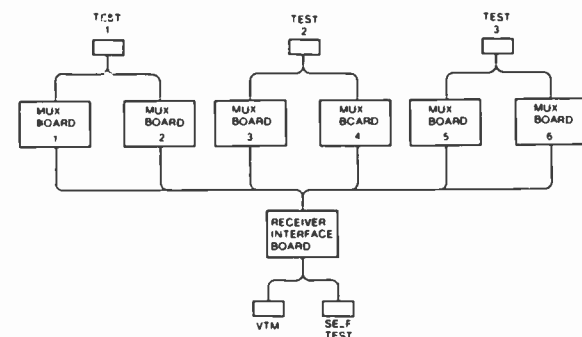 TEST
1
TEST
2
TEST
3
MUX
BOARD
1
MUX
BOARD
2
MUX
BOARD
3
MUX
BOARD
4
MUX
BOARD
5
MUX
BOARD
6
RECEIVER
INTERFACE
BOARD
VTM
SELF
TEST